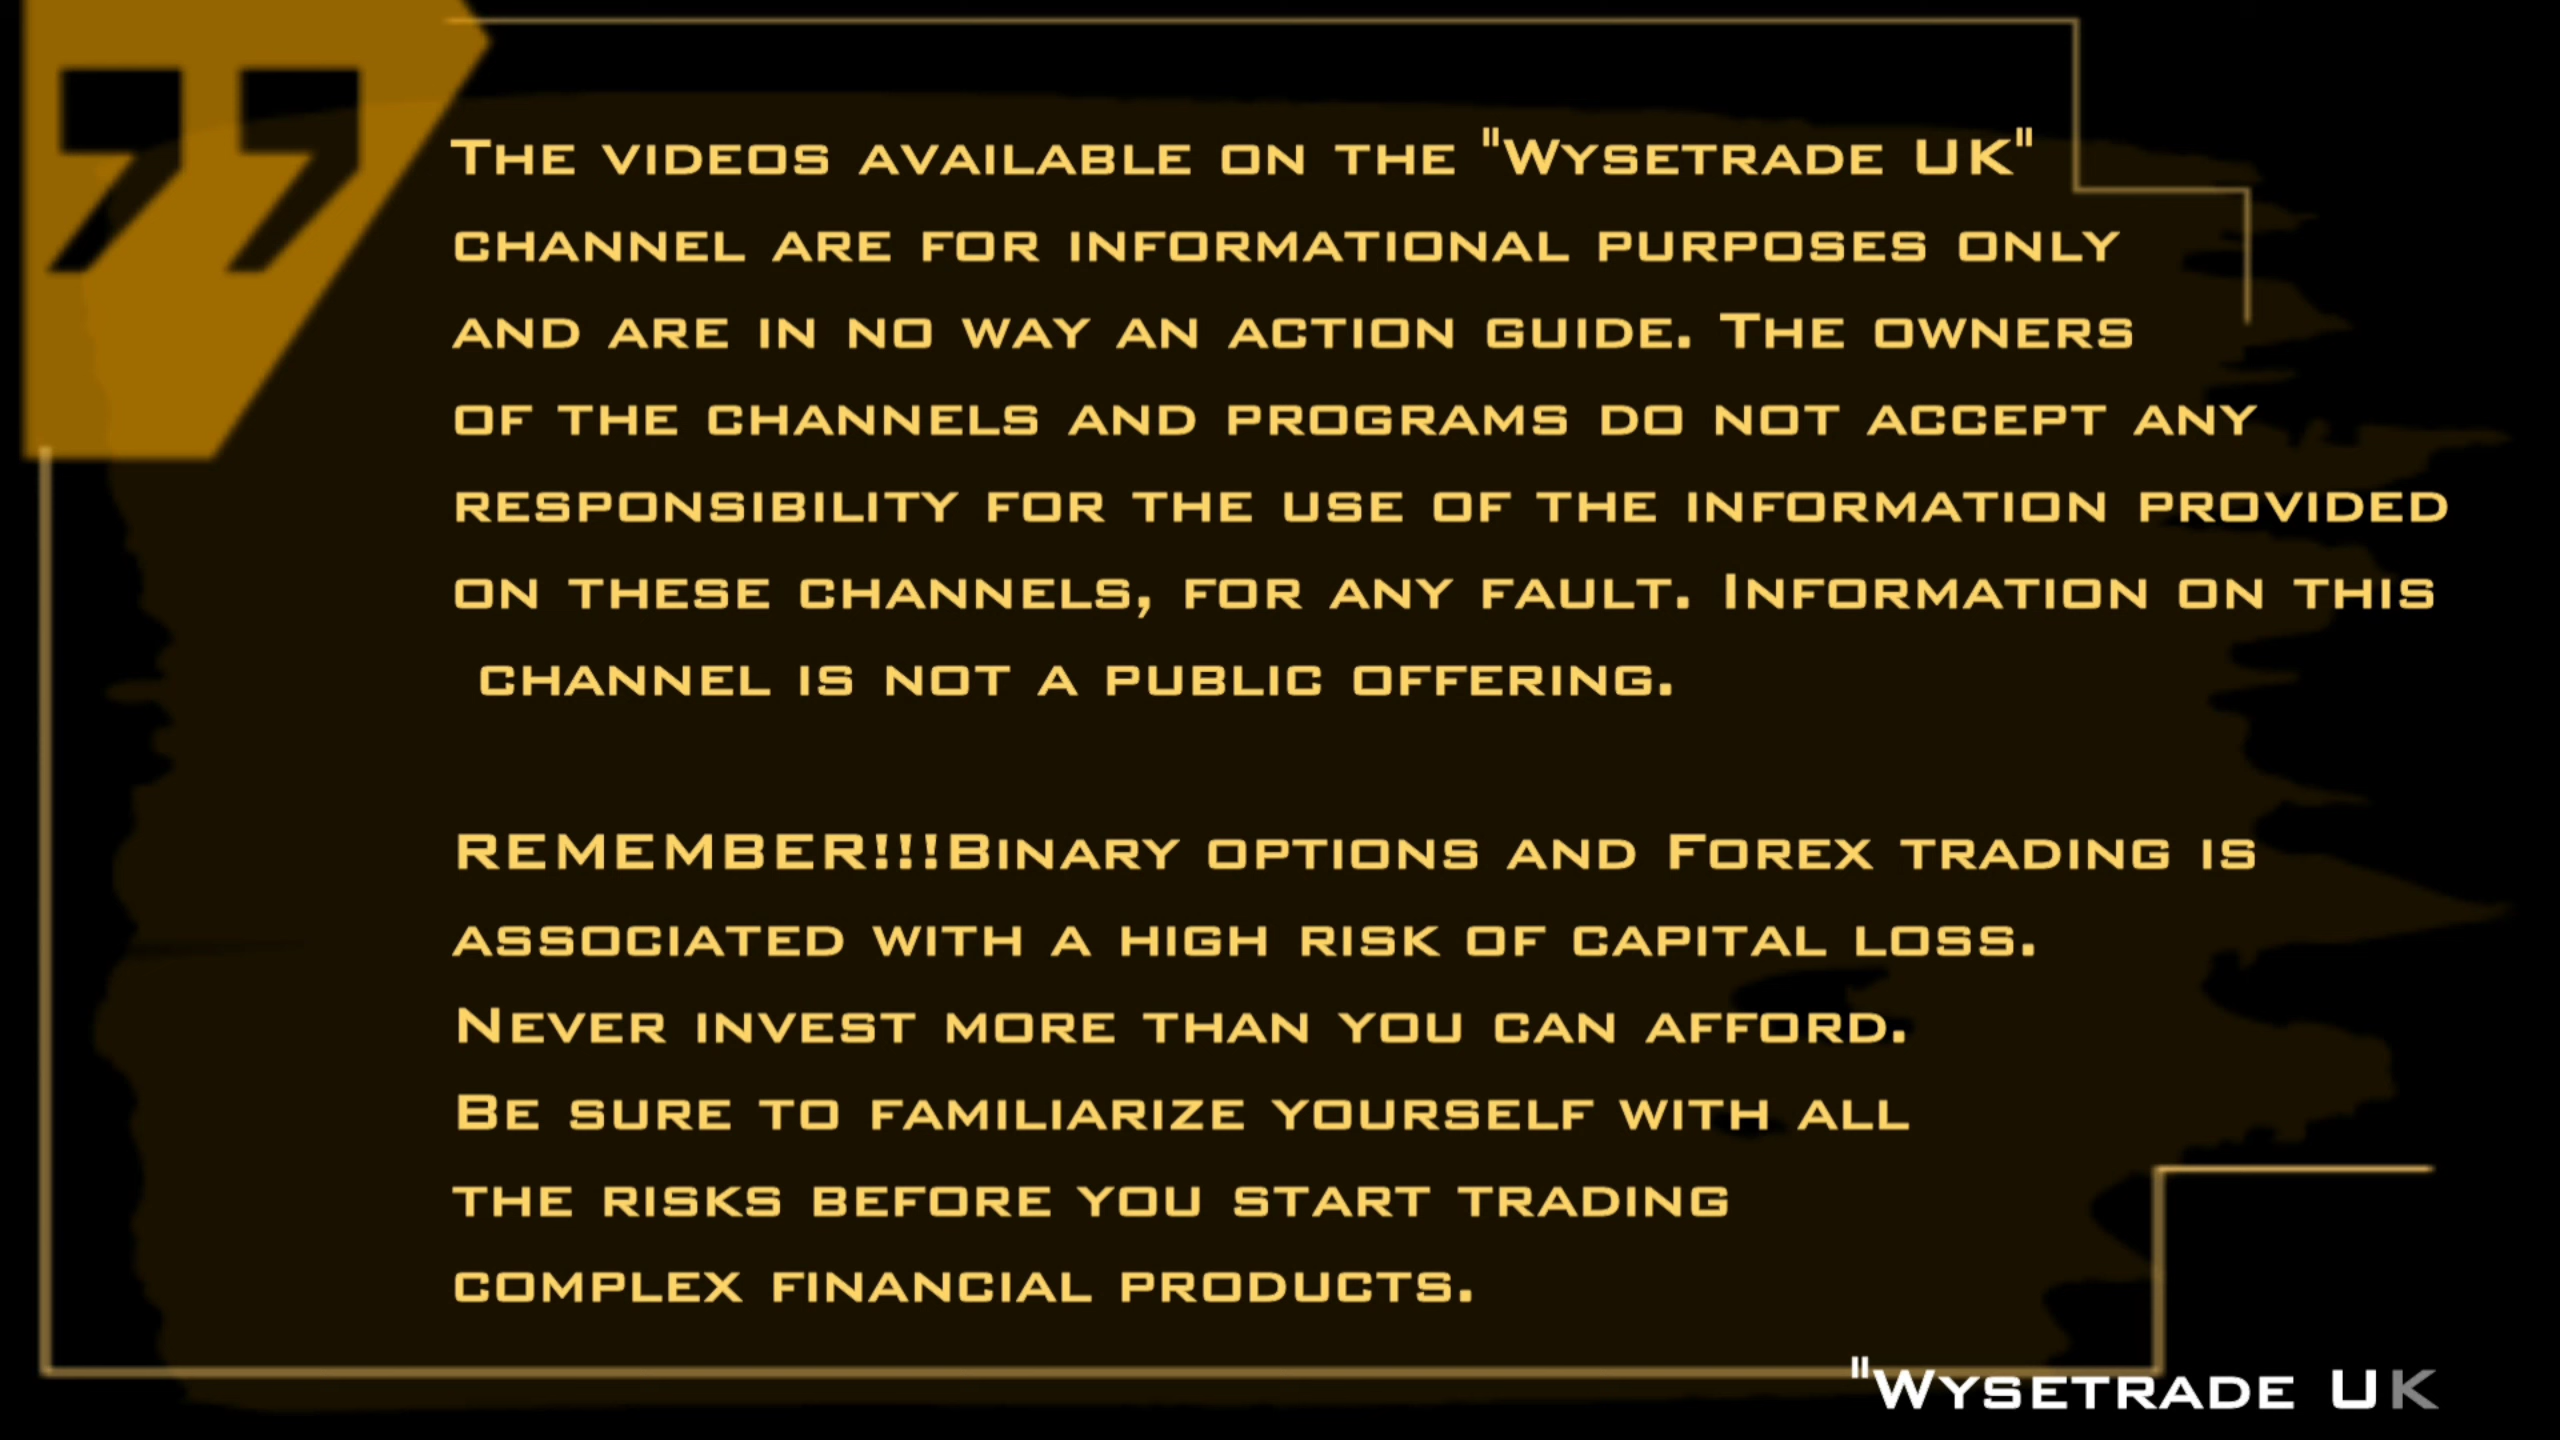 The videos available on the "Wysetrade UK"
channel are for informational purposes only
and are in no way an action guide. The owners
of the channels and programs do not accept any
responsibility for the use of the information provided
on these channels, for any fault. Information on this
channel is not a public offering.
REMEMBER!!!Binary options and Forex trading is
associated with a high risk of capital loss.
Never invest more than you can afford.
Be sure to familiarize yourself with all
the risks before you start trading
complex financial products.
"Wysetrade UK